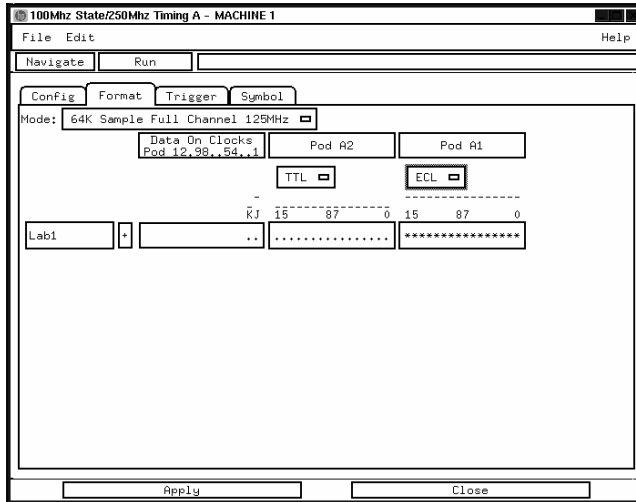 100Mhz State/250Mhz Timing A - MACHINE 1
File Edit Help
Navigate Run
Config Format Trigger Symbol
Mode: 64K Sample Full Channel 125MHz
Data On Clocks
Pod 12.98..54..1 Pod A2 Pod A1
TTL ECL
KJ 15 87 0 15 87 0
Lab1 + .. ................ ****************
Apply Close